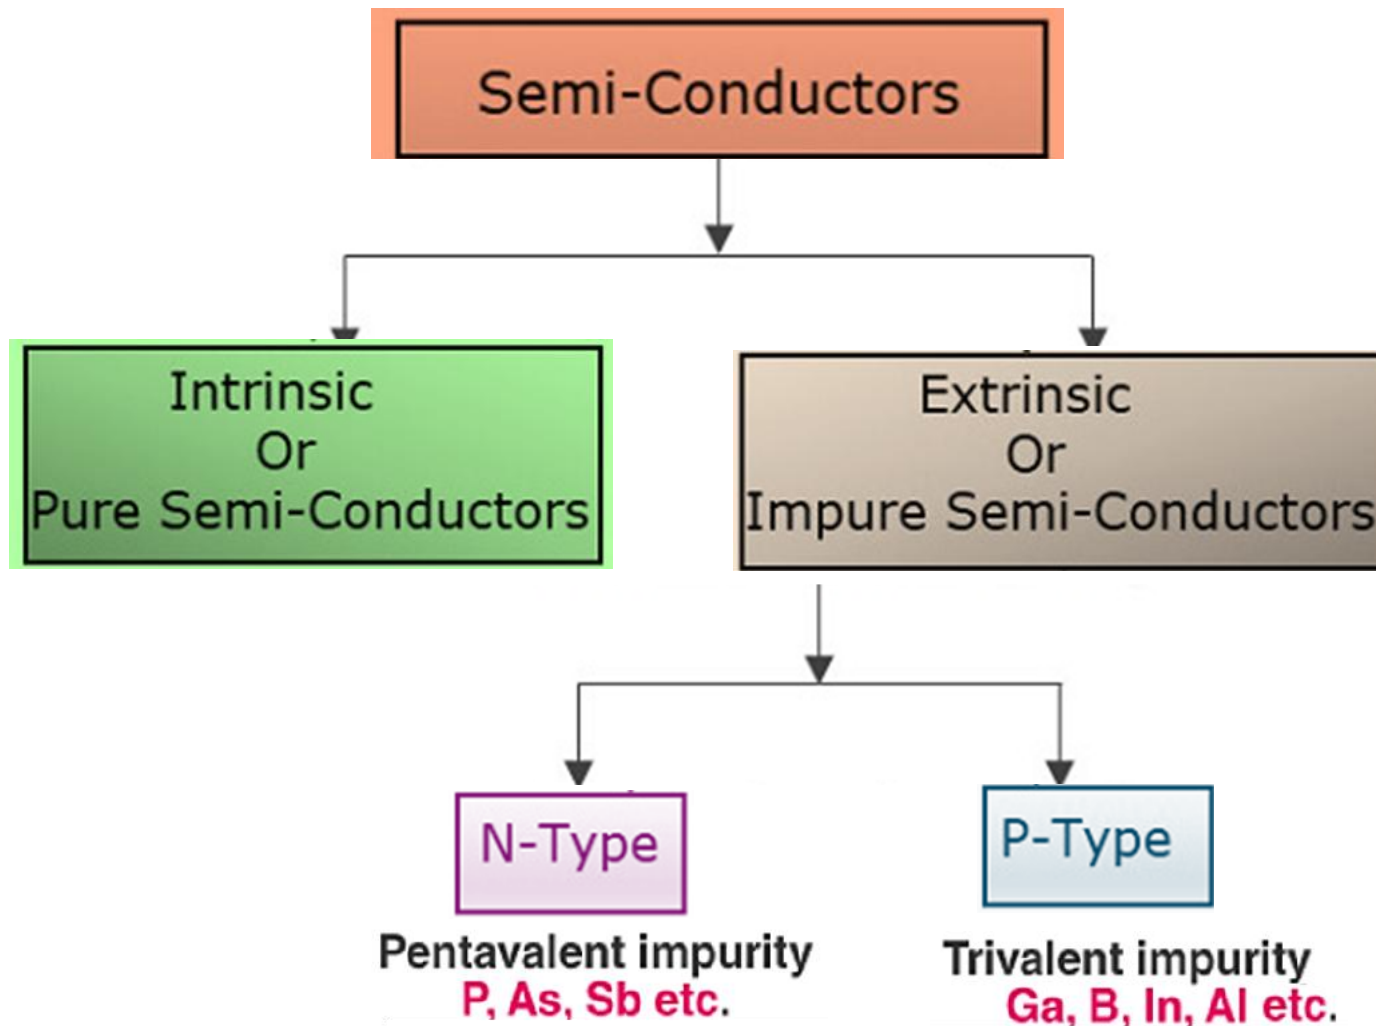 Semi-Conductors
Intrinsic
Or
Pure Semi-Conductors
Extrinsic
Or
Impure Semi-Conductors
N-Type
Pentavalent impurity
P, As, Sb etc.
P-Type
Trivalent impurity
Ga, B, In, Al etc.